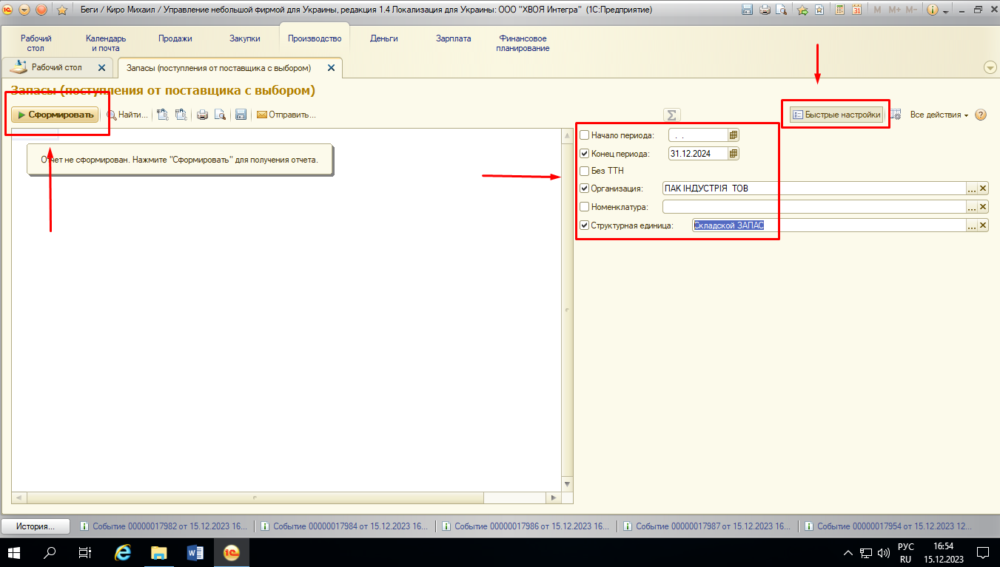 Беги / Киро Михаил / Управление небольшой фирмой для Украины, редакция 1.4 Локализация для Украины: ООО "ХВОЯ Интегра" (1С:Предприятие)
M M+ M-
Рабочий стол
Календарь и почта
Продажи
Закупки
Производство
Деньги
Зарплата
Финансовое планирование
Рабочий стол
Запасы (поступления от поставщика с выбором)
Запасы (поступления от поставщика с выбором)
Сформировать
Найти...
Отправить...
Σ
Быстрые настройки
Все действия
?
Отчет не сформирован. Нажмите "Сформировать" для получения отчета.
Начало периода: . .
Конец периода: 31.12.2024
Без ТТН
Организация: ПАК ІНДУСТРІЯ ТОВ ...
Номенклатура: ...
Структурная единица: Складской ЗАПАС ...
История...
Событие 00000017982 от 15.12.2023 16...
Событие 00000017984 от 15.12.2023 16...
Событие 00000017986 от 15.12.2023 16...
Событие 00000017987 от 15.12.2023 16...
Событие 00000017954 от 15.12.2023 12...
РУС
RU
16:54
15.12.2023